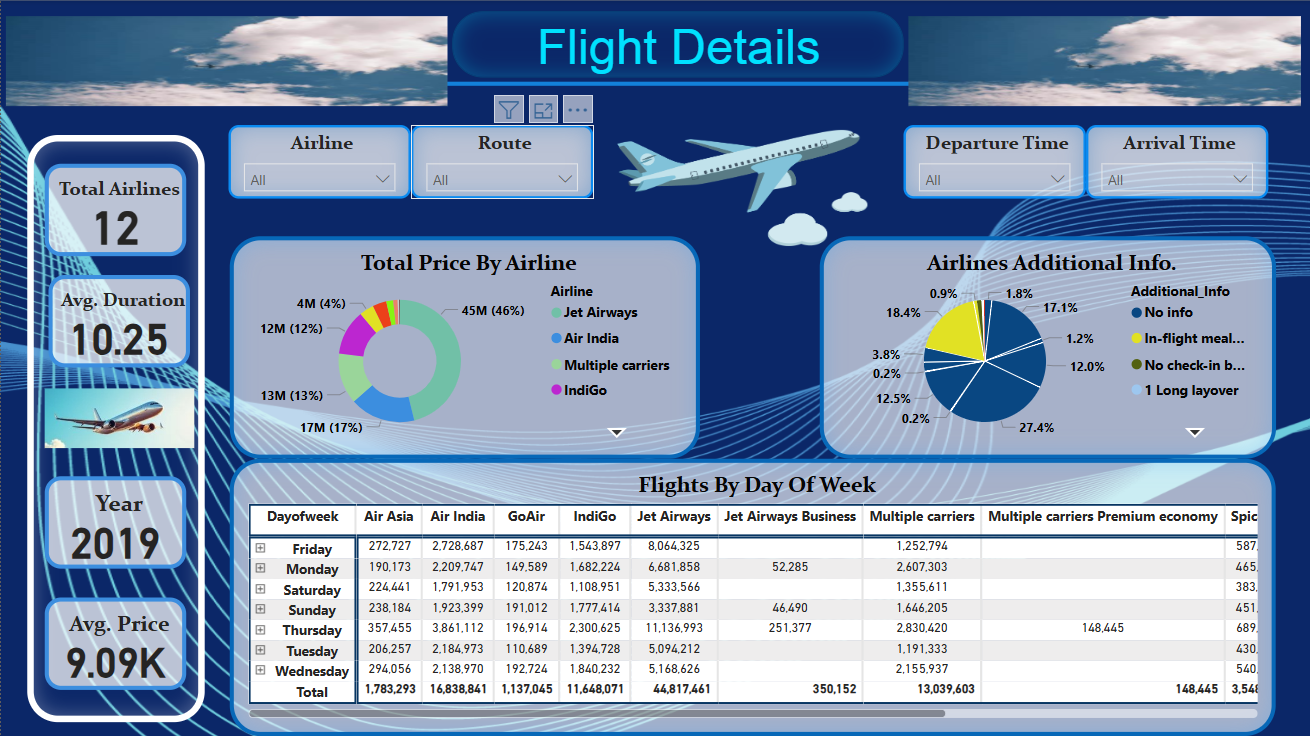 Flight Details
Airline
All
Route
All
Departure Time
All
Arrival Time
All
Total Airlines
12
Avg. Duration
10.25
Year
2019
Avg. Price
9.09K
Total Price By Airline
4M (4%)
45M (46%)
12M (12%)
13M (13%)
17M (17%)
Airline
Jet Airways
Air India
Multiple carriers
IndiGo
Airlines Additional Info.
0.9%
1.8%
18.4%
17.1%
1.2%
3.8%
12.0%
0.2%
12.5%
0.2%
27.4%
Additional_Info
No info
In-flight meal...
No check-in b...
1 Long layover
Flights By Day Of Week
Dayofweek Air Asia Air India GoAir IndiGo Jet Airways Jet Airways Business Multiple carriers Multiple carriers Premium economy Spic
Friday 272,727 2,728,687 175,243 1,543,897 8,064,325 1,252,794 587,
Monday 190,173 2,209,747 149,589 1,682,224 6,681,858 52,285 2,607,303 465,
Saturday 224,441 1,791,953 120,874 1,108,951 5,333,566 1,355,611 383,
Sunday 238,184 1,923,399 191,012 1,777,414 3,337,881 46,490 1,646,205 451,
Thursday 357,455 3,861,112 196,914 2,300,625 11,136,993 251,377 2,830,420 148,445 689,
Tuesday 206,257 2,184,973 110,689 1,394,728 5,094,212 1,191,333 430,
Wednesday 294,056 2,138,970 192,724 1,840,232 5,168,626 2,155,937 540,
Total 1,783,293 16,838,841 1,137,045 11,648,071 44,817,461 350,152 13,039,603 148,445 3,548